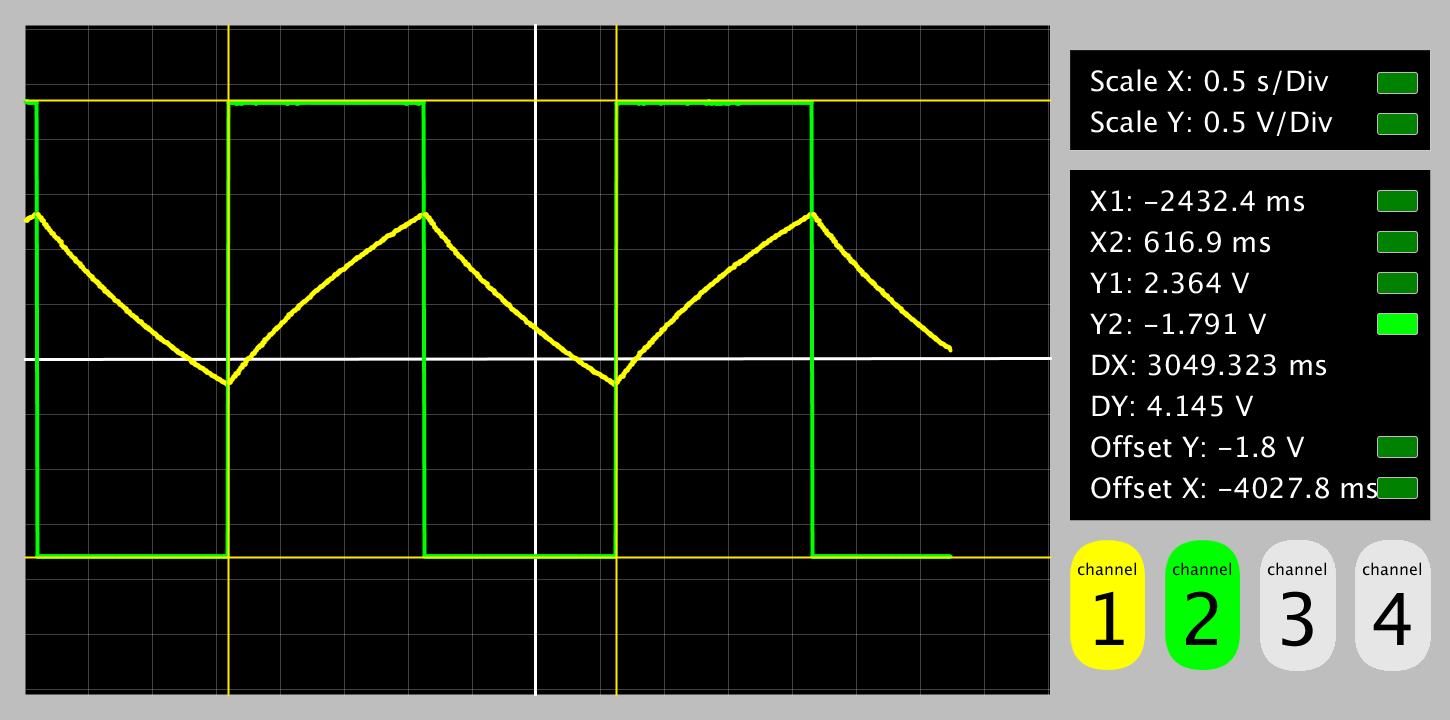 Scale X: 0.5 s/Div
Scale Y: 0.5 V/Div
X1: -2432.4 ms
X2: 616.9 ms
Y1: 2.364 V
Y2: -1.791 V
DX: 3049.323 ms
DY: 4.145 V
Offset Y: -1.8 V
Offset X: -4027.8 ms
channel channel channel channel
1 2 3 4